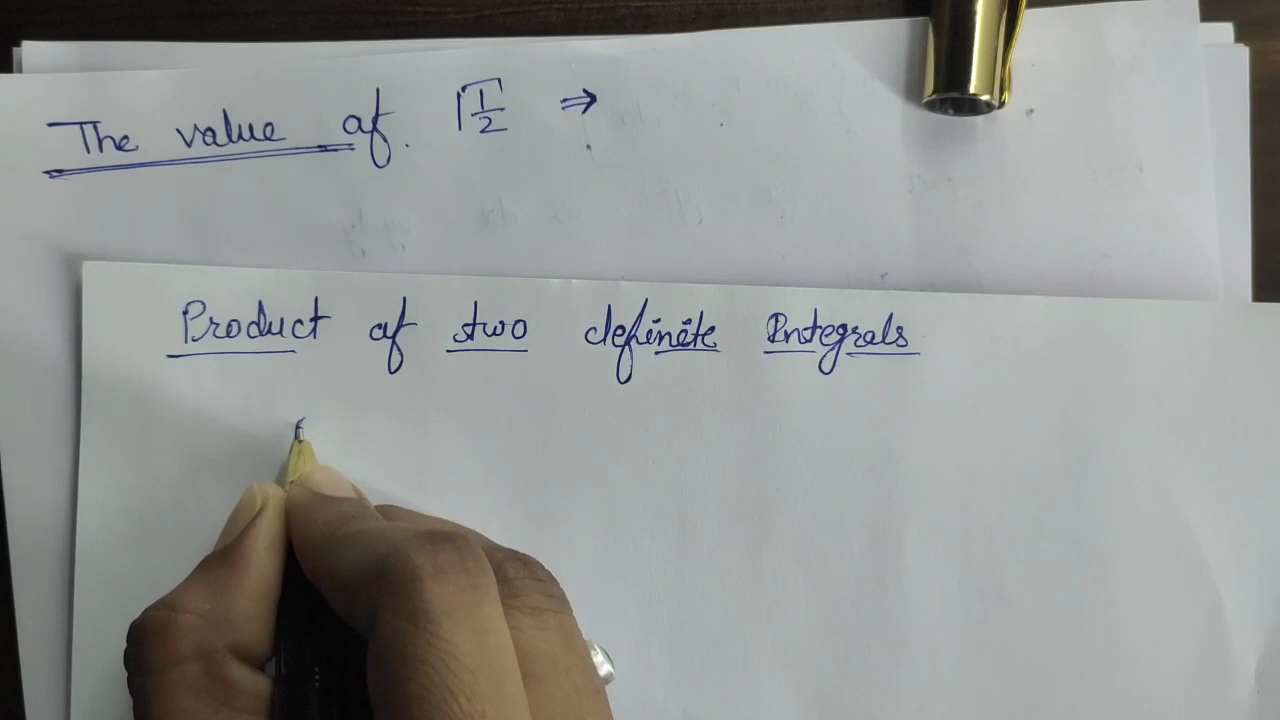 The value of Γ1/2 ⇒
Product of two definite Integrals